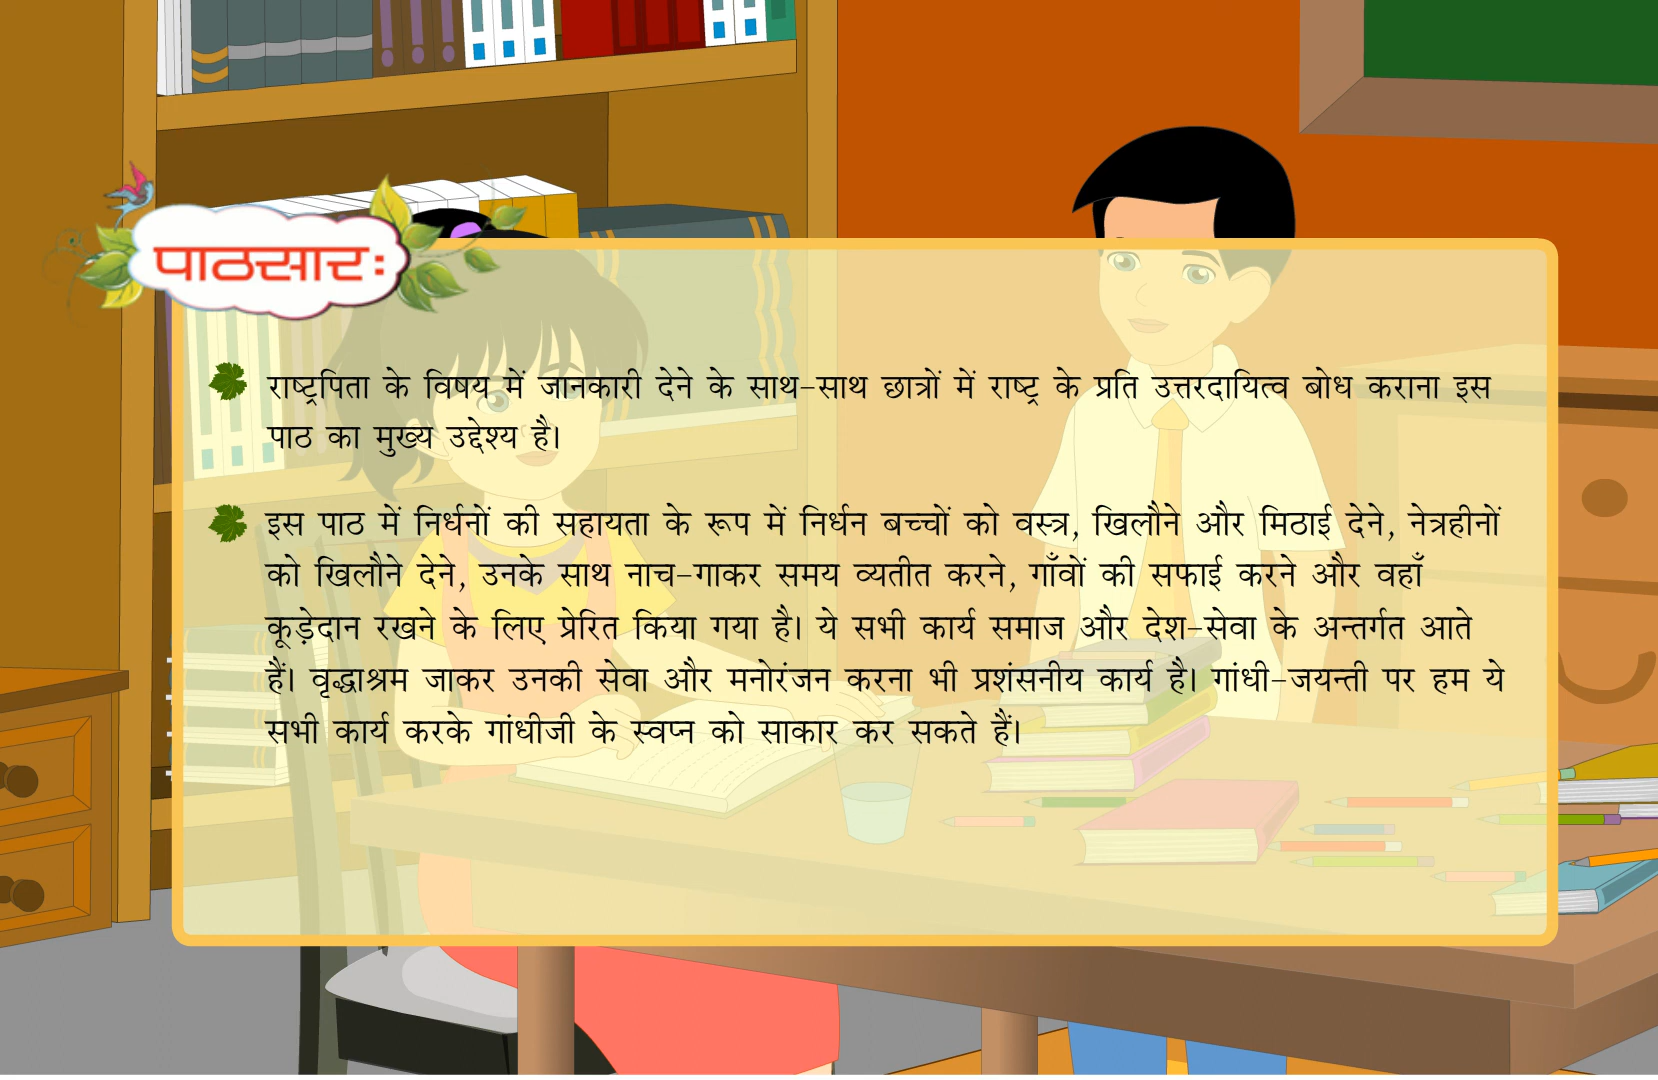 पाठसारः
राष्ट्रपिता के विषय में जानकारी देने के साथ-साथ छात्रों में राष्ट्र के प्रति उत्तरदायित्व बोध कराना इस
पाठ का मुख्य उद्देश्य है।
इस पाठ में निर्धनों की सहायता के रूप में निर्धन बच्चों को वस्त्र, खिलौने और मिठाई देने, नेत्रहीनों
को खिलौने देने, उनके साथ नाच-गाकर समय व्यतीत करने, गाँवों की सफाई करने और वहाँ
कूड़ेदान रखने के लिए प्रेरित किया गया है। ये सभी कार्य समाज और देश-सेवा के अन्तर्गत आते
हैं। वृद्धाश्रम जाकर उनकी सेवा और मनोरंजन करना भी प्रशंसनीय कार्य है। गांधी-जयन्ती पर हम ये
सभी कार्य करके गांधीजी के स्वप्न को साकार कर सकते हैं।